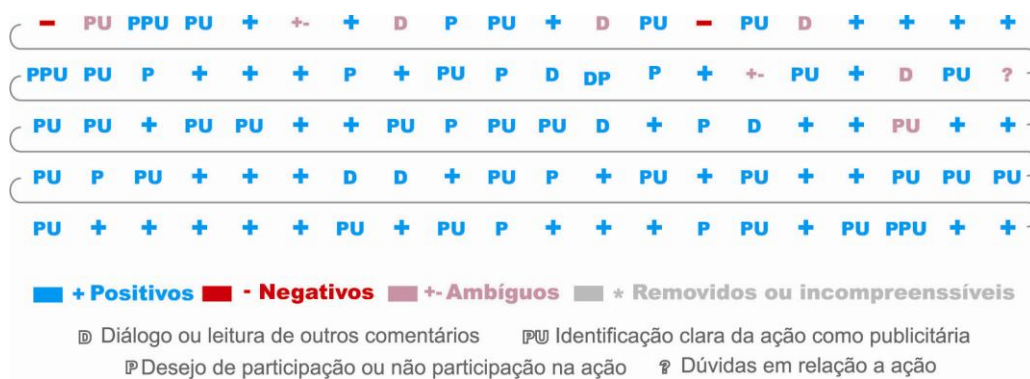 - PU PPU PU + +- + D P PU + D PU - PU D + + + +
PPU PU P + + + P + PU P D DP P + +- PU + D PU ?
PU PU + PU PU + + PU P PU PU D + P D + + PU + +
PU P PU + + + D D + PU P + PU + PU + + PU PU PU
PU + + + + + PU + PU P + + + P PU + PU PPU + +
+ Positivos - Negativos +- Ambíguos * Removidos ou incompreenssíveis
D Diálogo ou leitura de outros comentários PU Identificação clara da ação como publicitária
P Desejo de participação ou não participação na ação ? Dúvidas em relação a ação